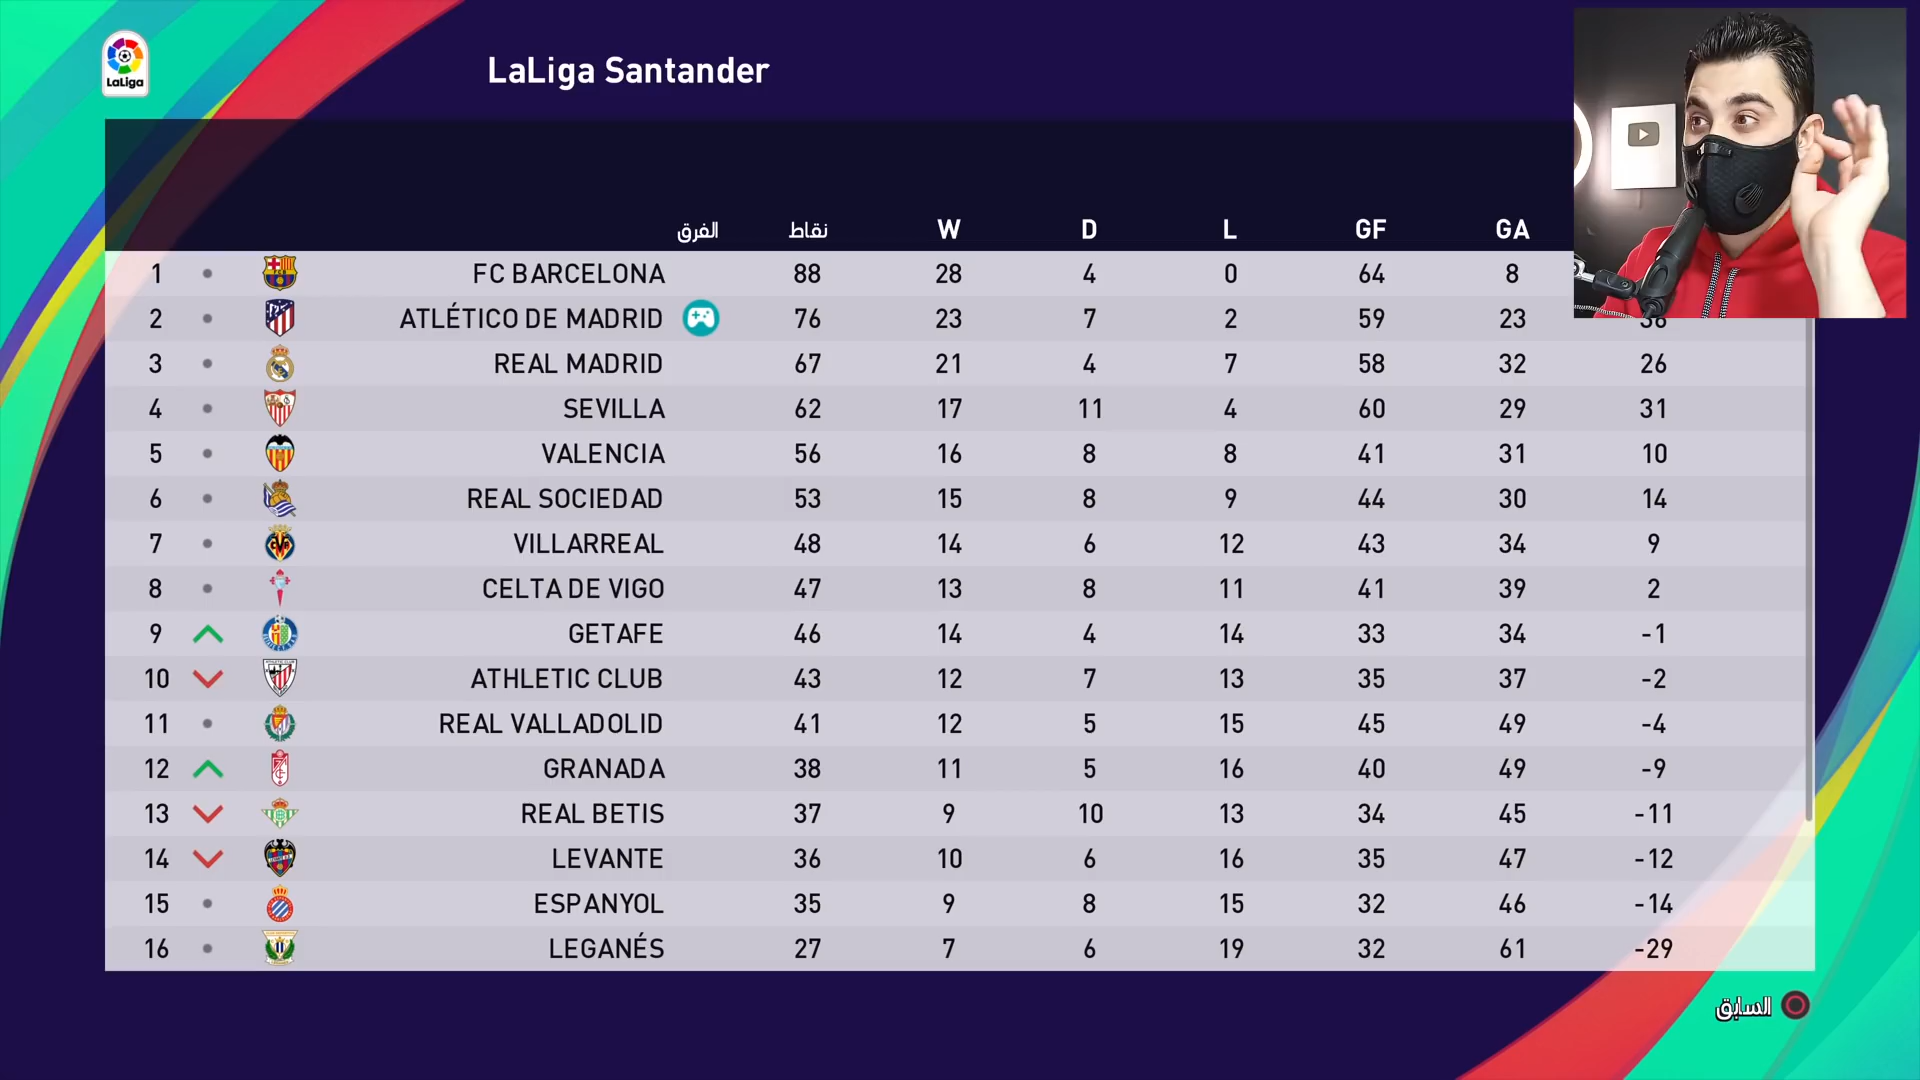 LaLiga
LaLiga Santander
الفرق نقاط W D L GF GA
1 FC BARCELONA 88 28 4 0 64 8
2 ATLÉTICO DE MADRID 76 23 7 2 59 23 36
3 REAL MADRID 67 21 4 7 58 32 26
4 SEVILLA 62 17 11 4 60 29 31
5 VALENCIA 56 16 8 8 41 31 10
6 REAL SOCIEDAD 53 15 8 9 44 30 14
7 VILLARREAL 48 14 6 12 43 34 9
8 CELTA DE VIGO 47 13 8 11 41 39 2
9 GETAFE 46 14 4 14 33 34 -1
10 ATHLETIC CLUB 43 12 7 13 35 37 -2
11 REAL VALLADOLID 41 12 5 15 45 49 -4
12 GRANADA 38 11 5 16 40 49 -9
13 REAL BETIS 37 9 10 13 34 45 -11
14 LEVANTE 36 10 6 16 35 47 -12
15 ESPANYOL 35 9 8 15 32 46 -14
16 LEGANÉS 27 7 6 19 32 61 -29
السابق